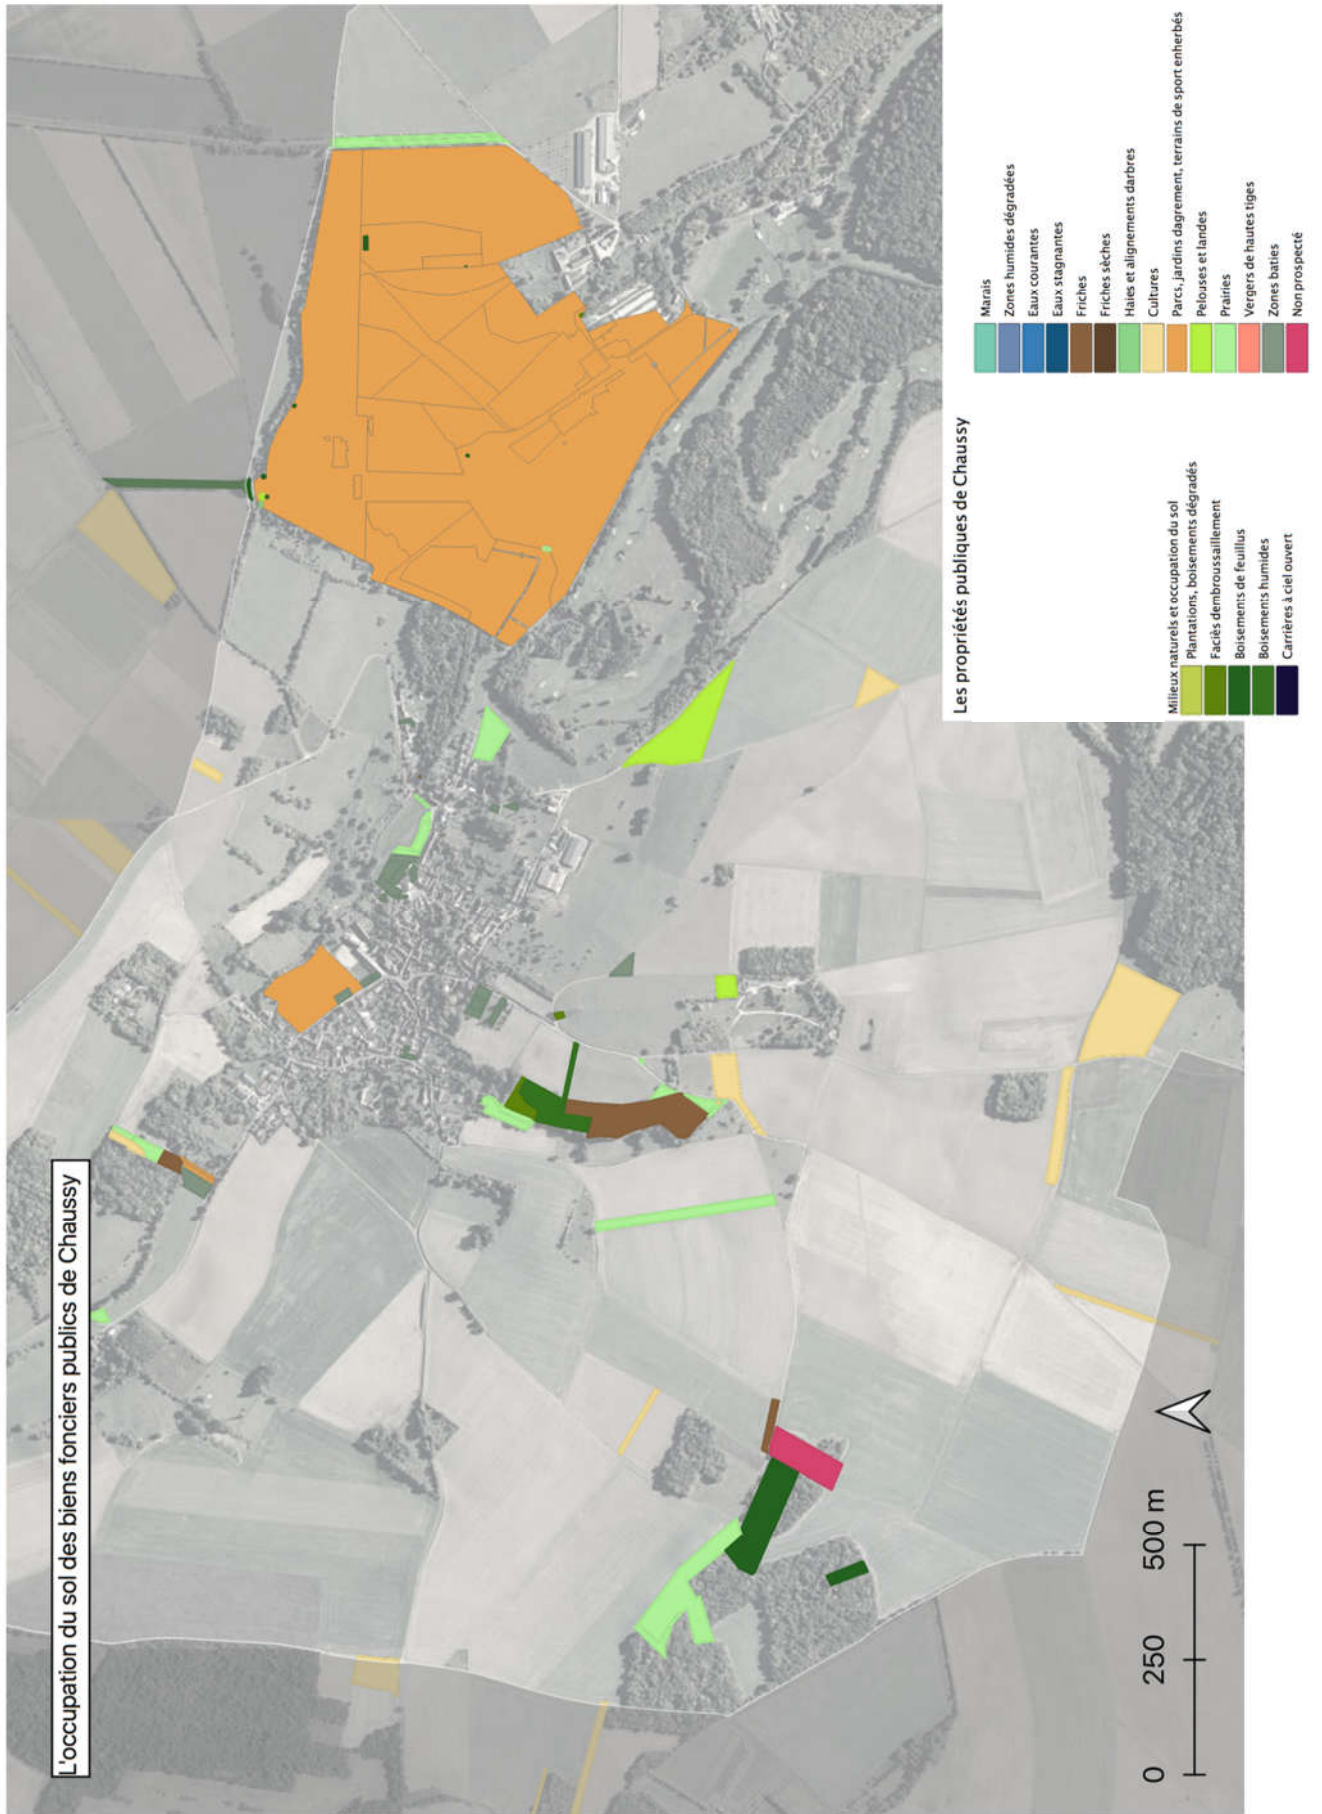 L'occupation du sol des biens fonciers publics de Chaussy
0 250 500 m
Les propriétés publiques de Chaussy
Milieux naturels et occupation du sol
Plantations, boisements dégradés
Faciès dembroussaillement
Boisements de feuillus
Boisements humides
Carrières à ciel ouvert
Marais
Zones humides dégradées
Eaux courantes
Eaux stagnantes
Friches
Friches sèches
Haies et alignements darbres
Cultures
Parcs, jardins dagrement, terrains de sport enherbés
Pelouses et landes
Prairies
Vergers de hautes tiges
Zones baties
Non prospecté